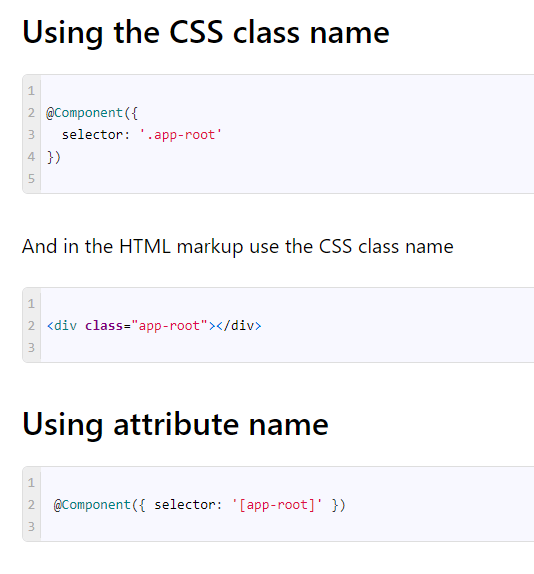 Using the CSS class name
1
2 @Component({
3   selector: '.app-root'
4 })
5
And in the HTML markup use the CSS class name
1
2 <div class="app-root"></div>
3
Using attribute name
1
2  @Component({ selector: '[app-root]' })
3